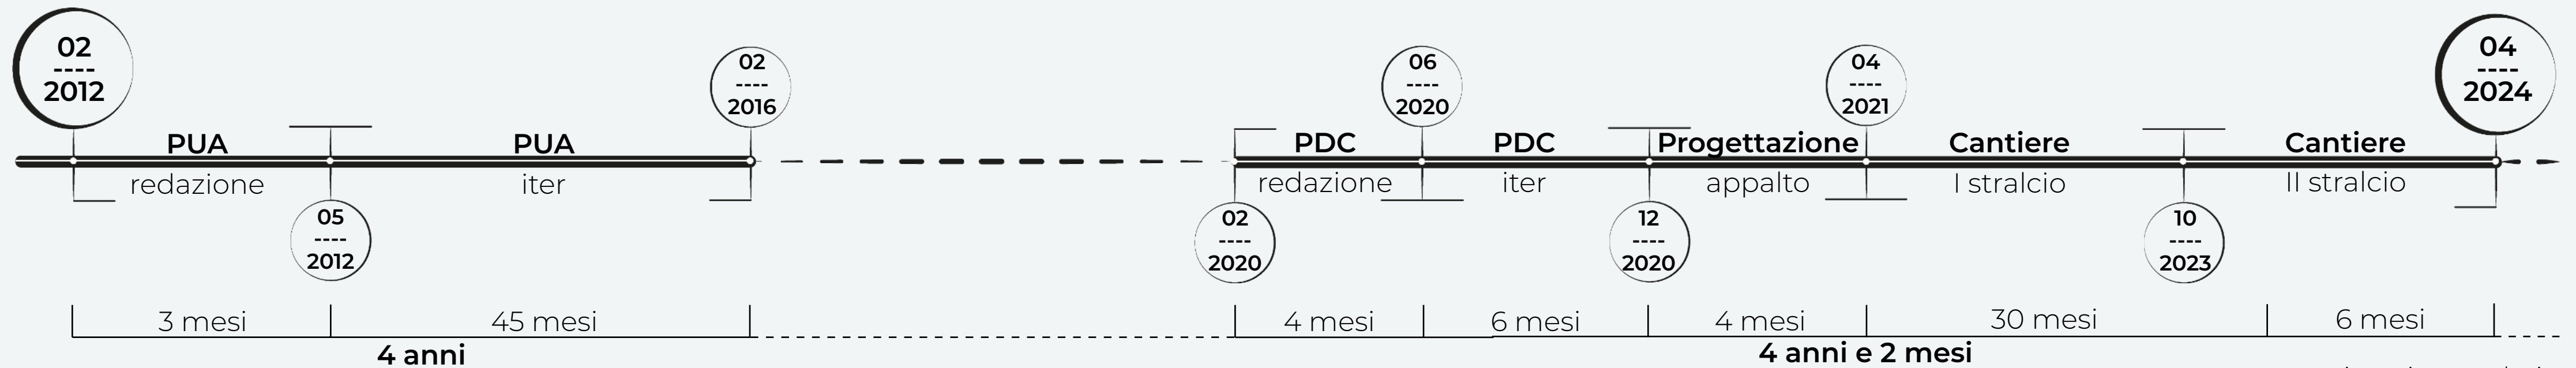 02
----
2012
02
----
2016
06
----
2020
04
----
2021
04
----
2024
PUA
PUA
PDC
PDC
Progettazione
Cantiere
Cantiere
redazione
iter
redazione
iter
appalto
I stralcio
II stralcio
05
----
2012
02
----
2020
12
----
2020
10
----
2023
3 mesi
45 mesi
4 mesi
6 mesi
4 mesi
30 mesi
6 mesi
4 anni
4 anni e 2 mesi